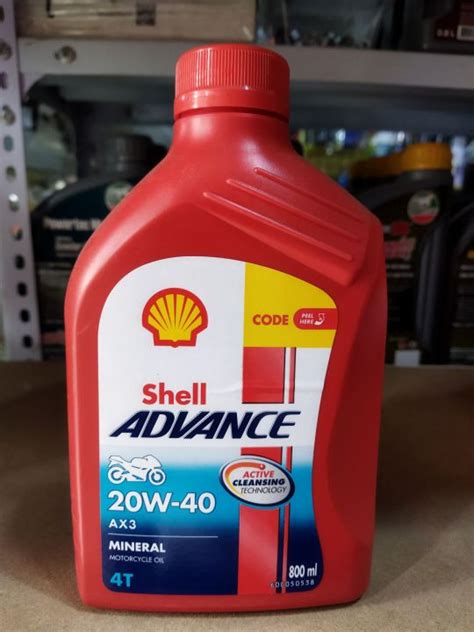 CODE
PEEL
HERE
Shell
ADVANCE
ACTIVE
CLEANSING
TECHNOLOGY
20W-40
AX3
MINERAL
MOTORCYCLE OIL
4T
800 ml